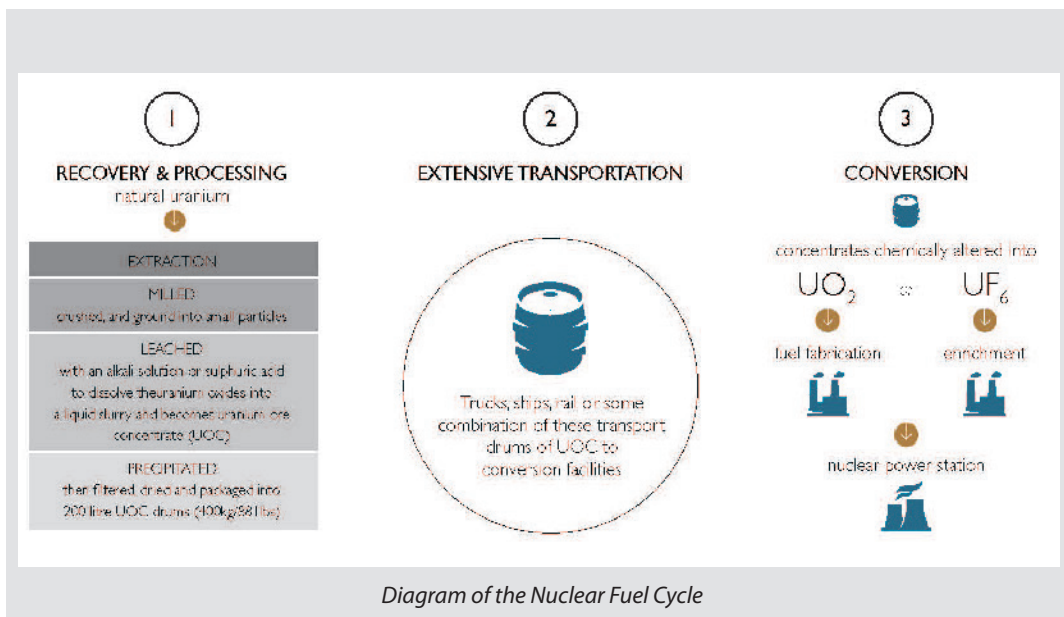 1
RECOVERY & PROCESSING
natural uranium
EXTRACTION
MILLED
crushed, and ground into small particles
LEACHED
with an alkali solution or sulphuric acid
to dissolve theuranium oxides into
a liquid slurry and becomes uranium ore
concentrate (UOC)
PRECIPITATED
then filtered, dried and packaged into
200 litre UOC drums (400kg/881lbs)
2
EXTENSIVE TRANSPORTATION
Trucks, ships, rail or some
combination of these transport
drums of UOC to
conversion facilities
3
CONVERSION
concentrates chemically altered into
UO2 or UF6
fuel fabrication enrichment
nuclear power station
Diagram of the Nuclear Fuel Cycle